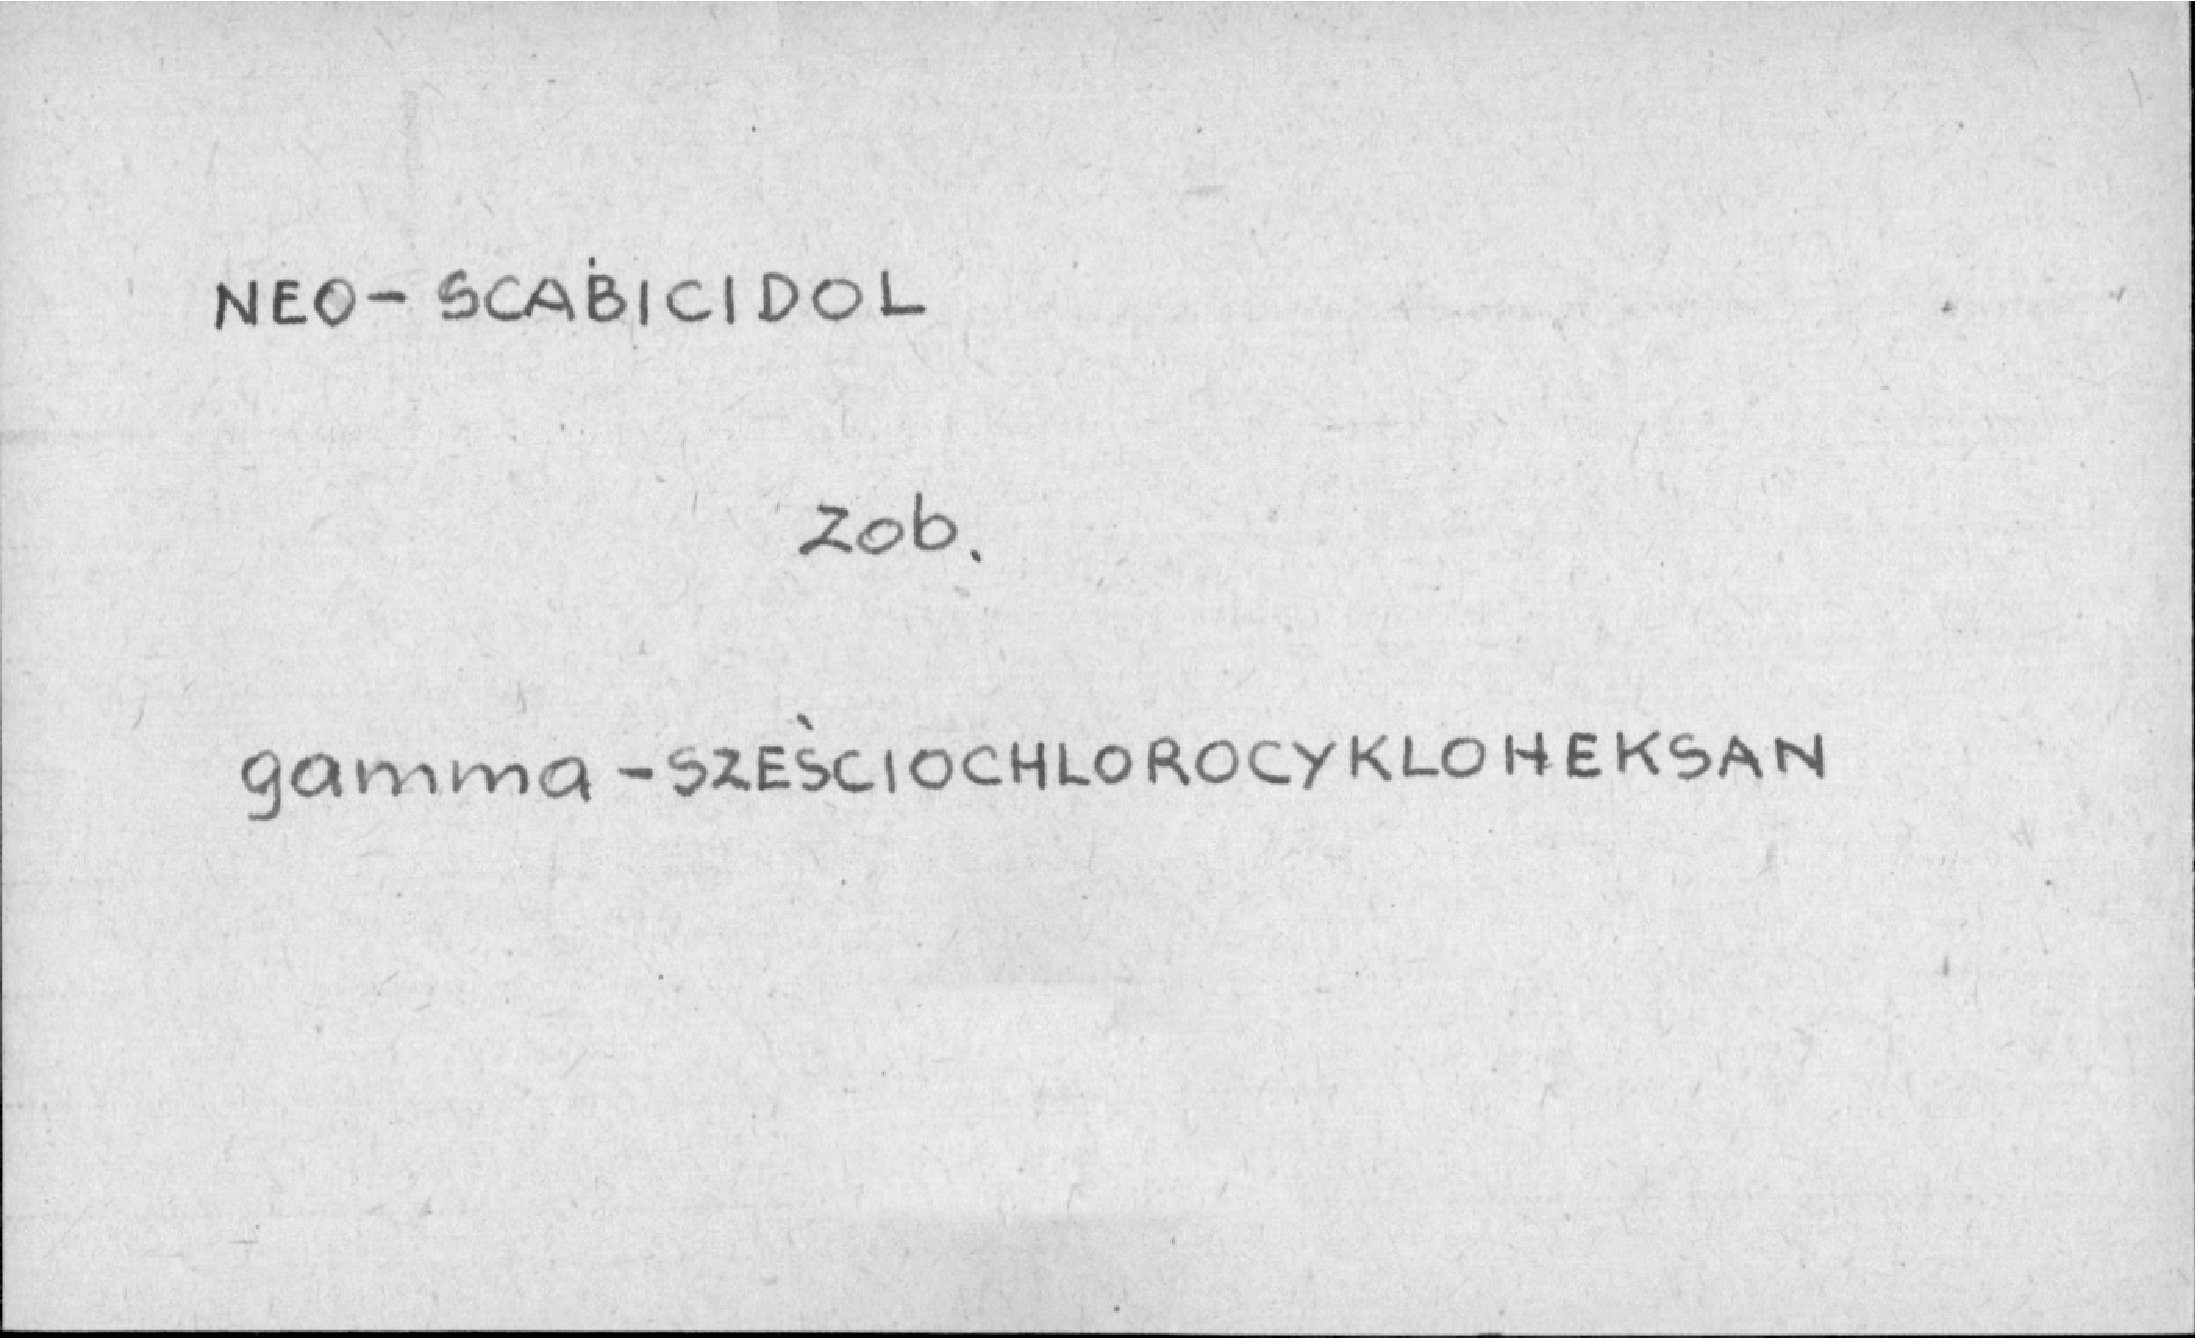 NEO-SCABICIDOL
zob.
gamma-SZEŚCIOCHLOROCYKLOHEKSAN